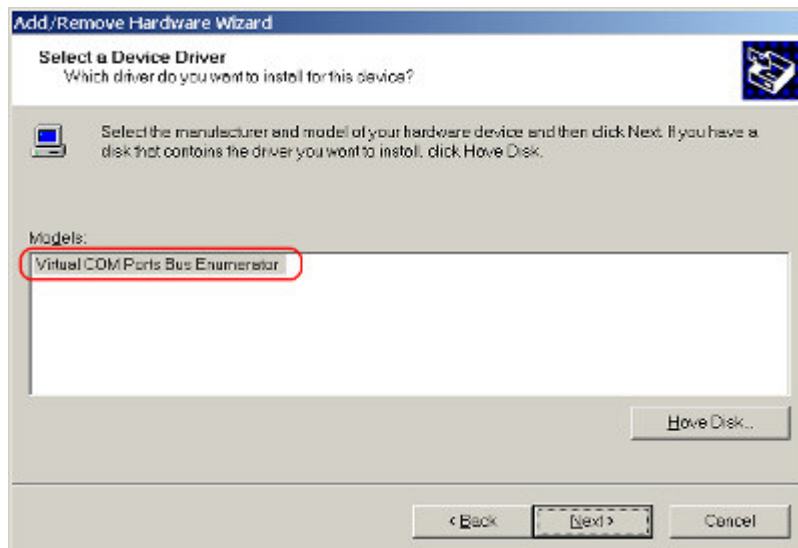 Add/Remove Hardware Wizard
Select a Device Driver
Which driver do you want to install for this device?
Select the manufacturer and model of your hardware device and then click Next. If you have a
disk that contains the driver you want to install, click Have Disk.
Models:
Virtual COM Ports Bus Enumerator
Have Disk...
< Back
Next >
Cancel